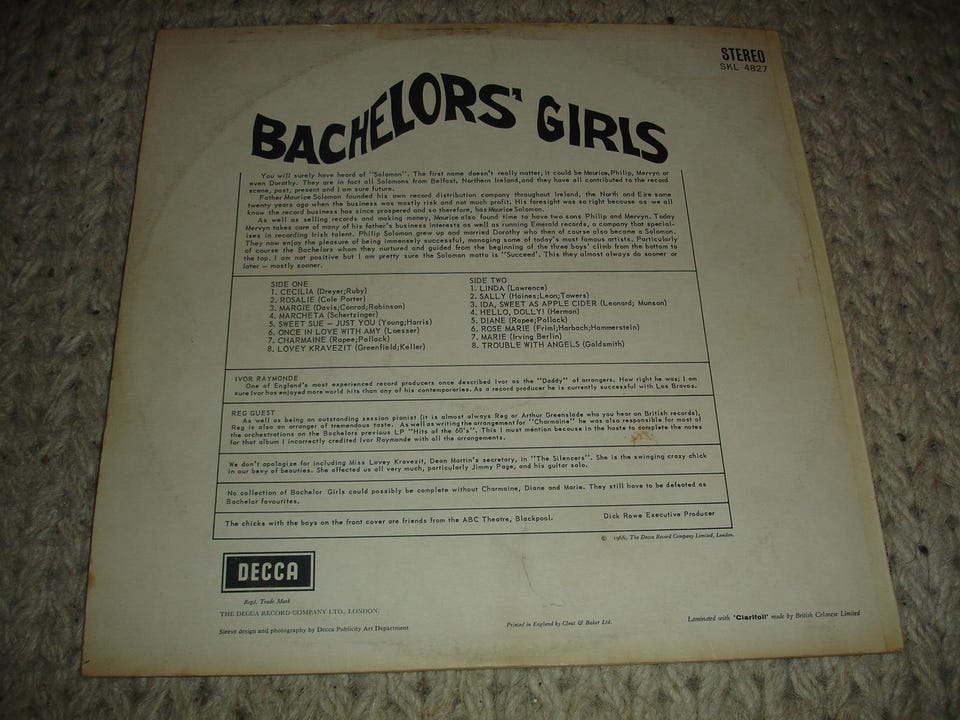 STEREO
SKL 4827
BACHELORS' GIRLS
You will surely have heard of "Solomon". The first name doesn't really matter, it could be Maurice, Philip, Mervyn or
even Dorothy. They are in fact all Solomons from Belfast, Northern Ireland, and they have all contributed to the record
scene, past, present and I am sure future.
Father Maurice Solomon founded his own record distribution company throughout Ireland, the North and Eire some
twenty years ago when the business was mostly risk and not much profit. His foresight was so right because as we all
know the record business has since prospered and so therefore, has Maurice Solomon.
As well as selling records and making money, Maurice also found time to have two sons Philip and Mervyn. Today
Mervyn takes care of many of his father's business interests as well as running Emerald records, a company that special-
ises in recording Irish talent. Philip Solomon grew up and married Dorothy who then of course also became a Solomon.
They now enjoy the pleasure of being immensely successful, managing some of today's most famous artists. Particularly
of course the Bachelors whom they nurtured and guided from the beginning of the three boys' climb from the bottom to
the top. I am not positive but I am pretty sure the Solomon motto is "Succeed'. This they almost always do sooner or
later – mostly sooner.
SIDE ONE
1. CECILIA (Dreyer;Ruby)
2. ROSALIE (Cole Porter)
3. MARGIE (Davis;Conrad;Robinson)
4. MARCHETA (Schertzinger)
5. SWEET SUE – JUST YOU (Young;Harris)
6. ONCE IN LOVE WITH AMY (Loesser)
7. CHARMAINE (Rapee;Pollack)
8. LOVEY KRAVEZIT (Greenfield;Keller)
SIDE TWO
1. LINDA (Lawrence)
2. SALLY (Haines;Leon;Towers)
3. IDA, SWEET AS APPLE CIDER (Leonard; Munson)
4. HELLO, DOLLY! (Herman)
5. DIANE (Rapee;Pollack)
6. ROSE MARIE (Friml;Harbach;Hammerstein)
7. MARIE (Irving Berlin)
8. TROUBLE WITH ANGELS (Goldsmith)
IVOR RAYMONDE
One of England's most experienced record producers once described Ivor as the "Daddy" of arrangers. How right he was; I am
sure Ivor has enjoyed more world hits than any of his contemporaries. As a record producer he is currently successful with Los Bravos.
REG GUEST
As well as being an outstanding session pianist (it is almost always Reg or Arthur Greenslade who you hear on British records),
Reg is also an arranger of tremendous taste. As well as writing the arrangement for "Charmaine" he was also responsible for most of
the orchestrations on the Bachelors previous LP "Hits of the 60's". This I must mention because in the haste to complete the notes
for that album I incorrectly credited Ivor Raymonde with all the arrangements.
We don't apologize for including Miss Lovey Kravezit, Dean Martin's secretary, in "The Silencers". She is the swinging crazy chick
in our bevy of beauties. She affected us all very much, particularly Jimmy Page, and his guitar solo.
No collection of Bachelor Girls could possibly be complete without Charmaine, Diane and Marie. They still have to be defeated as
Bachelor favourites.
The chicks with the boys on the front cover are friends from the ABC Theatre, Blackpool. Dick Rowe Executive Producer
© 1966, The Decca Record Company Limited, London.
DECCA
Regd. Trade Mark
THE DECCA RECORD COMPANY LTD., LONDON.
Sleeve design and photography by Decca Publicity Art Department
Printed in England by Clout & Baker Ltd.
Laminated with 'Clarifoil' made by British Celanese Limited